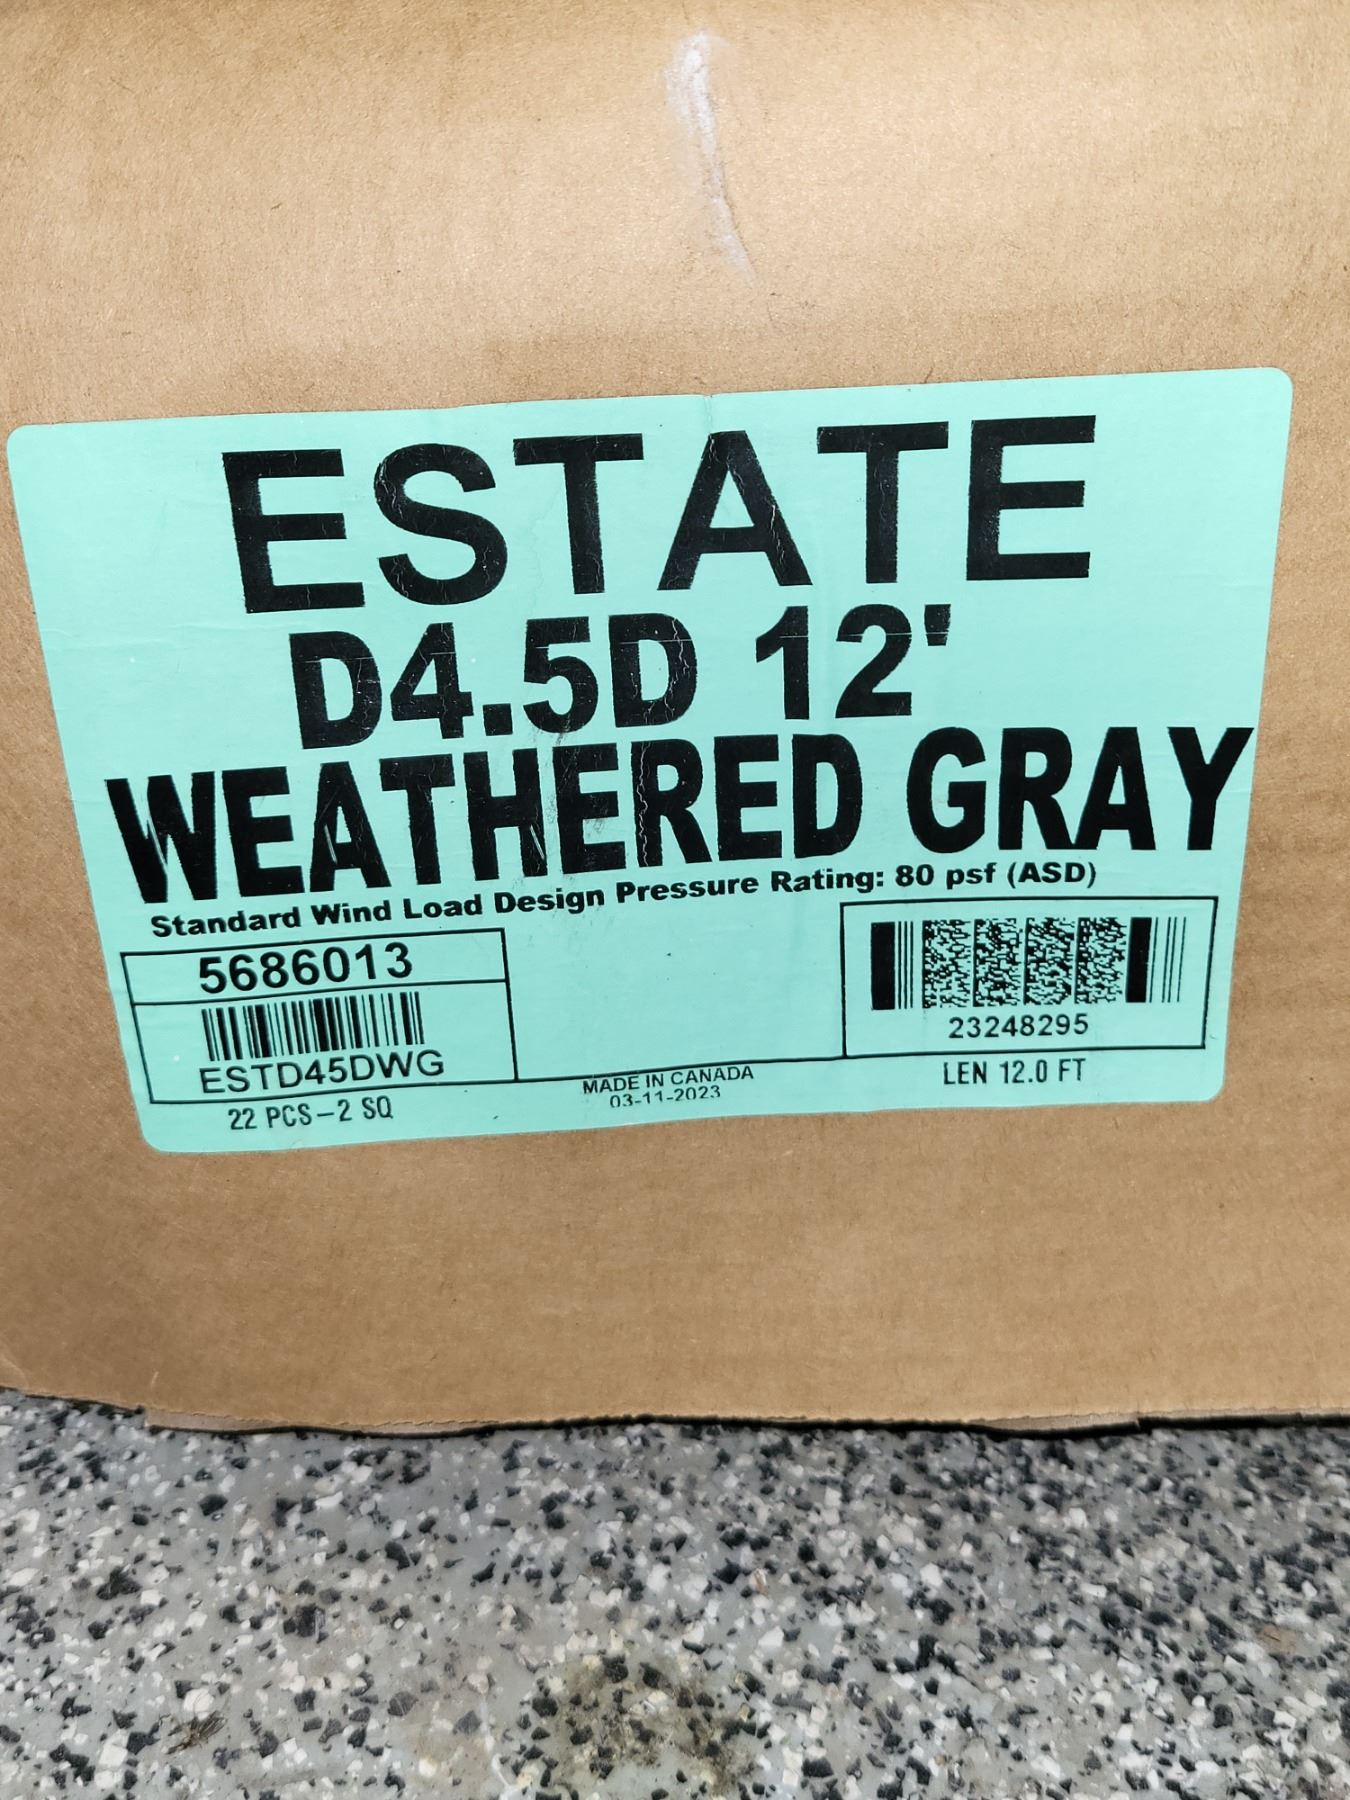 ESTATE
D4.5D 12'
WEATHERED GRAY
Standard Wind Load Design Pressure Rating: 80 psf (ASD)
5686013
ESTD45DWG
22 PCS-2 SQ
MADE IN CANADA
03-11-2023
23248295
LEN 12.0 FT